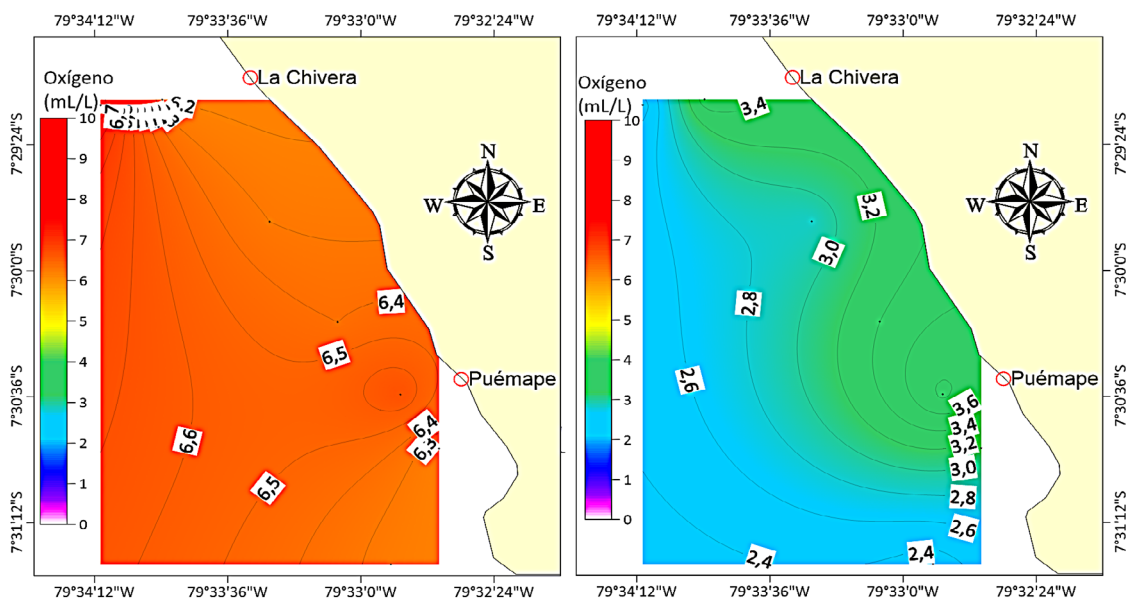 79°34'12"W 79°33'36"W 79°33'0"W 79°32'24"W
79°34'12"W 79°33'36"W 79°33'0"W 79°32'24"W
La Chivera
Oxígeno
(mL/L)
10
9
8
7
6
5
4
3
2
1
0
7°29'24"S
7°30'0"S
7°30'36"S
7°31'12"S
N
W E
S
6,4
6,5
Puémape
6,4
6,6
6,5
79°34'12"W 79°33'36"W 79°33'0"W 79°32'24"W
La Chivera
Oxígeno
(mL/L)
10
9
8
7
6
5
4
3
2
1
0
3,4
N
W E
S
3,2
3,0
2,8
2,6
Puémape
3,6
3,4
3,2
3,0
2,8
2,6
2,4
2,4
7°29'24"S
7°30'0"S
7°30'36"S
7°31'12"S
79°34'12"W 79°33'36"W 79°33'0"W 79°32'24"W